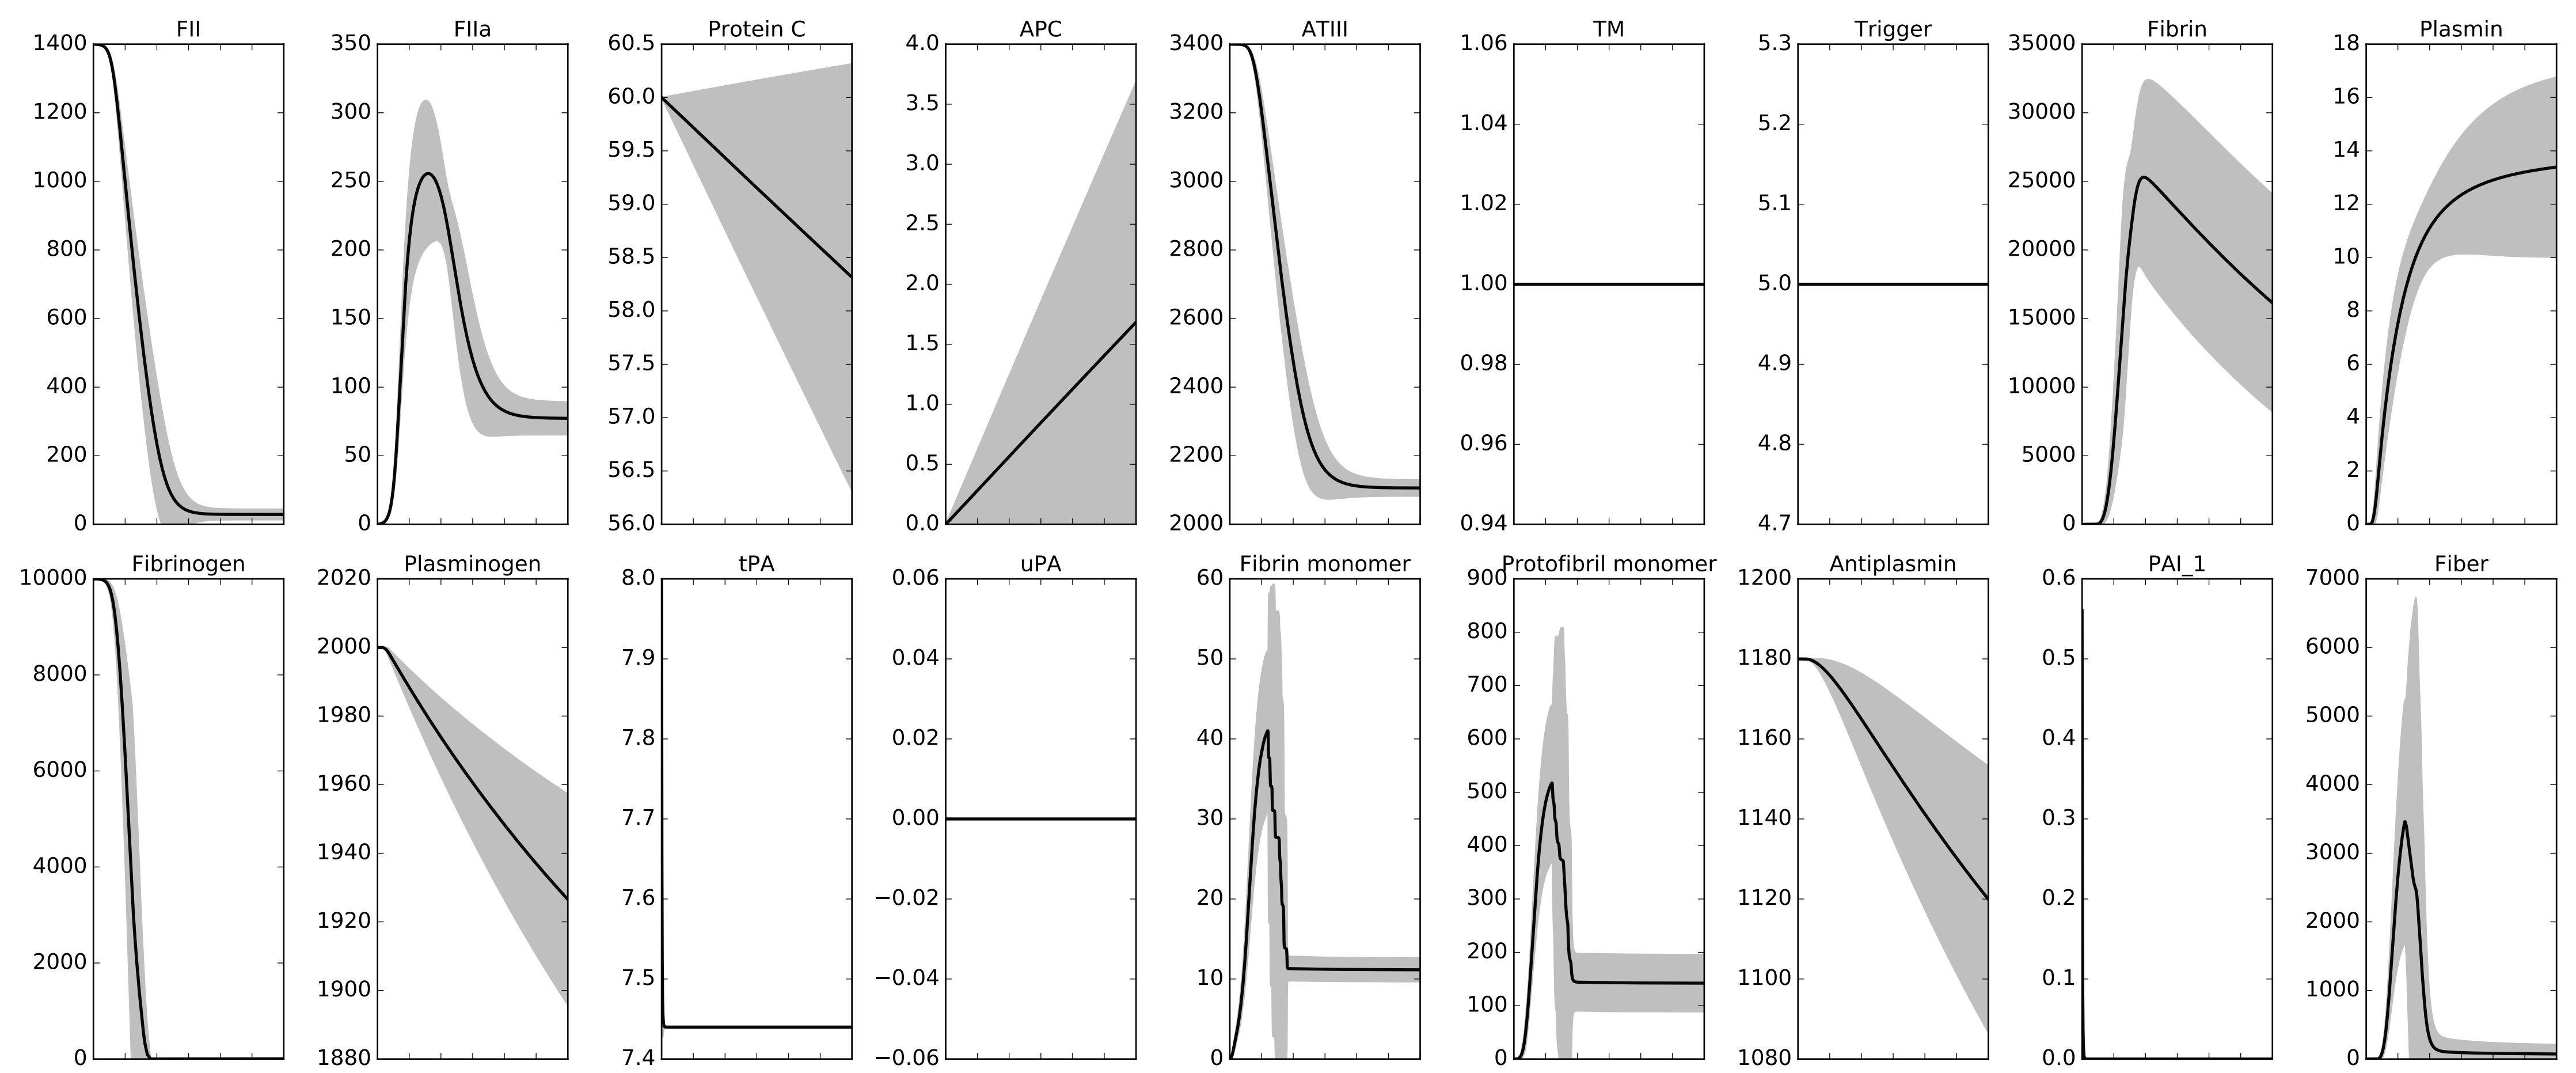 FII FIIa Protein C APC ATIII TM Trigger Fibrin Plasmin
1400 350 60.5 4.0 3400 1.06 5.3 35000 18
1200 300 60.0 3.5 3200 1.04 5.2 30000 16
1000 250 59.5 3.0 3000 1.02 5.1 25000 14
800 200 59.0 2.5 2800 1.00 5.0 20000 12
600 150 58.5 2.0 2600 0.98 4.9 15000 10
400 100 58.0 1.5 2400 0.96 4.8 10000 8
200 50 57.5 1.0 2200 0.94 4.7 5000 6
0 0 57.0 0.5 2000 0 4
56.5 0.0 2
56.0 0
Fibrinogen Plasminogen tPA uPA Fibrin monomer Protofibril monomer Antiplasmin PAI_1 Fiber
10000 2020 8.0 0.06 60 900 1200 0.6 7000
8000 2000 7.9 0.04 50 800 1180 0.5 6000
6000 1980 7.8 0.02 40 700 1160 0.4 5000
4000 1960 7.7 0.00 30 600 1140 0.3 4000
2000 1940 7.6 −0.02 20 500 1120 0.2 3000
0 1920 7.5 −0.04 10 400 1100 0.1 2000
1900 7.4 −0.06 0 300 1080 0.0 1000
1880 200 0
100
0